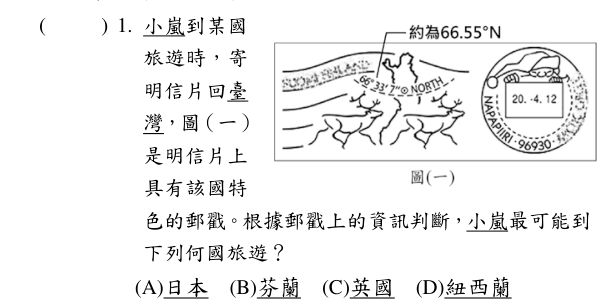 (　　) 1. 小嵐到某國
旅遊時，寄
明信片回臺
灣，圖(一)
是明信片上
具有該國特
色的郵戳。根據郵戳上的資訊判斷，小嵐最可能到
下列何國旅遊？
(A)日本　(B)芬蘭　(C)英國　(D)紐西蘭
約為66.55°N
66° 33' 7" NORTH
20.-4.12
NAPAPIIRI·96930·
圖(一)